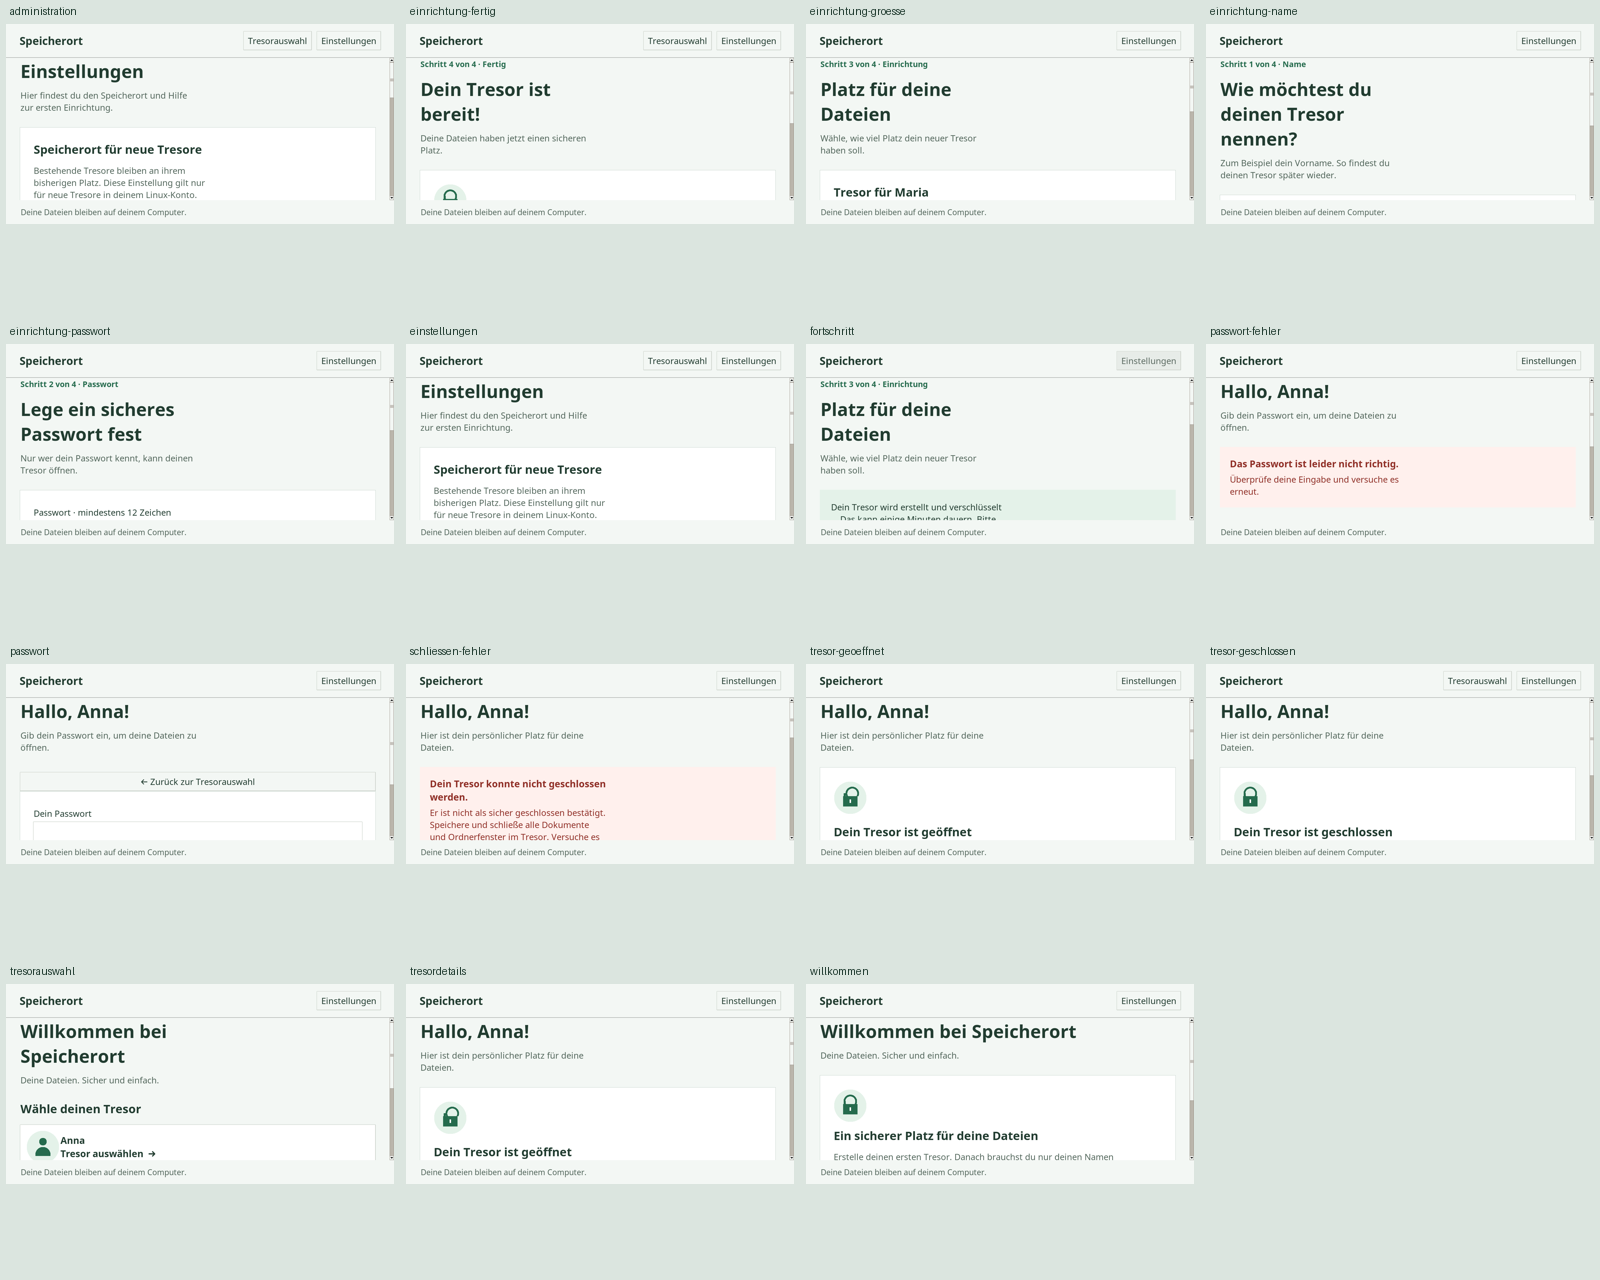 administration
Speicherort
Tresorauswahl
Einstellungen
Einstellungen
Hier findest du den Speicherort und Hilfe
zur ersten Einrichtung.
Speicherort für neue Tresore
Bestehende Tresore bleiben an ihrem
bisherigen Platz. Diese Einstellung gilt nur
für neue Tresore in deinem Linux-Konto.
Deine Dateien bleiben auf deinem Computer.
einrichtung-fertig
Speicherort
Tresorauswahl
Einstellungen
Schritt 4 von 4 · Fertig
Dein Tresor ist
bereit!
Deine Dateien haben jetzt einen sicheren
Platz.
Deine Dateien bleiben auf deinem Computer.
einrichtung-groesse
Speicherort
Einstellungen
Schritt 3 von 4 · Einrichtung
Platz für deine
Dateien
Wähle, wie viel Platz dein neuer Tresor
haben soll.
Tresor für Maria
Deine Dateien bleiben auf deinem Computer.
einrichtung-name
Speicherort
Einstellungen
Schritt 1 von 4 · Name
Wie möchtest du
deinen Tresor
nennen?
Zum Beispiel dein Vorname. So findest du
deinen Tresor später wieder.
Deine Dateien bleiben auf deinem Computer.
einrichtung-passwort
Speicherort
Einstellungen
Schritt 2 von 4 · Passwort
Lege ein sicheres
Passwort fest
Nur wer dein Passwort kennt, kann deinen
Tresor öffnen.
Passwort · mindestens 12 Zeichen
Deine Dateien bleiben auf deinem Computer.
einstellungen
Speicherort
Tresorauswahl
Einstellungen
Einstellungen
Hier findest du den Speicherort und Hilfe
zur ersten Einrichtung.
Speicherort für neue Tresore
Bestehende Tresore bleiben an ihrem
bisherigen Platz. Diese Einstellung gilt nur
für neue Tresore in deinem Linux-Konto.
Deine Dateien bleiben auf deinem Computer.
fortschritt
Speicherort
Einstellungen
Schritt 3 von 4 · Einrichtung
Platz für deine
Dateien
Wähle, wie viel Platz dein neuer Tresor
haben soll.
Dein Tresor wird erstellt und verschlüsselt
Das kann einige Minuten dauern. Bitte
Deine Dateien bleiben auf deinem Computer.
passwort-fehler
Speicherort
Einstellungen
Hallo, Anna!
Gib dein Passwort ein, um deine Dateien zu
öffnen.
Das Passwort ist leider nicht richtig.
Überprüfe deine Eingabe und versuche es
erneut.
Deine Dateien bleiben auf deinem Computer.
passwort
Speicherort
Einstellungen
Hallo, Anna!
Gib dein Passwort ein, um deine Dateien zu
öffnen.
← Zurück zur Tresorauswahl
Dein Passwort
Deine Dateien bleiben auf deinem Computer.
schliessen-fehler
Speicherort
Einstellungen
Hallo, Anna!
Hier ist dein persönlicher Platz für deine
Dateien.
Dein Tresor konnte nicht geschlossen
werden.
Er ist nicht als sicher geschlossen bestätigt.
Speichere und schließe alle Dokumente
und Ordnerfenster im Tresor. Versuche es
Deine Dateien bleiben auf deinem Computer.
tresor-geoeffnet
Speicherort
Einstellungen
Hallo, Anna!
Hier ist dein persönlicher Platz für deine
Dateien.
Dein Tresor ist geöffnet
Deine Dateien bleiben auf deinem Computer.
tresor-geschlossen
Speicherort
Tresorauswahl
Einstellungen
Hallo, Anna!
Hier ist dein persönlicher Platz für deine
Dateien.
Dein Tresor ist geschlossen
Deine Dateien bleiben auf deinem Computer.
tresorauswahl
Speicherort
Einstellungen
Willkommen bei
Speicherort
Deine Dateien. Sicher und einfach.
Wähle deinen Tresor
Anna
Tresor auswählen →
Deine Dateien bleiben auf deinem Computer.
tresordetails
Speicherort
Einstellungen
Hallo, Anna!
Hier ist dein persönlicher Platz für deine
Dateien.
Dein Tresor ist geöffnet
Deine Dateien bleiben auf deinem Computer.
willkommen
Speicherort
Einstellungen
Willkommen bei Speicherort
Deine Dateien. Sicher und einfach.
Ein sicherer Platz für deine Dateien
Erstelle deinen ersten Tresor. Danach brauchst du nur deinen Namen
Deine Dateien bleiben auf deinem Computer.